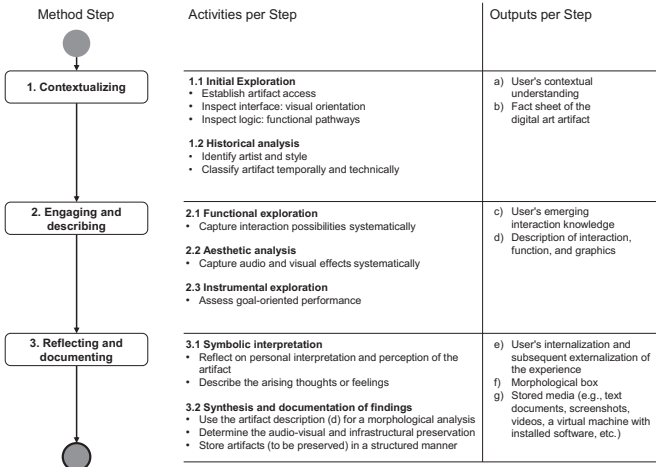 Method Step
Activities per Step
Outputs per Step
1. Contextualizing
1.1 Initial Exploration
• Establish artifact access
• Inspect interface: visual orientation
• Inspect logic: functional pathways
1.2 Historical analysis
• Identify artist and style
• Classify artifact temporally and technically
a) User's contextual
understanding
b) Fact sheet of the
digital art artifact
2. Engaging and
describing
2.1 Functional exploration
• Capture interaction possibilities systematically
2.2 Aesthetic analysis
• Capture audio and visual effects systematically
2.3 Instrumental exploration
• Assess goal-oriented performance
c) User's emerging
interaction knowledge
d) Description of interaction,
function, and graphics
3. Reflecting and
documenting
3.1 Symbolic interpretation
• Reflect on personal interpretation and perception of the
artifact
• Describe the arising thoughts or feelings
3.2 Synthesis and documentation of findings
• Use the artifact description (d) for a morphological analysis
• Determine the audio-visual and infrastructural preservation
• Store artifacts (to be preserved) in a structured manner
e) User's internalization and
subsequent externalization of
the experience
f) Morphological box
g) Stored media (e.g., text
documents, screenshots,
videos, a virtual machine with
installed software, etc.)